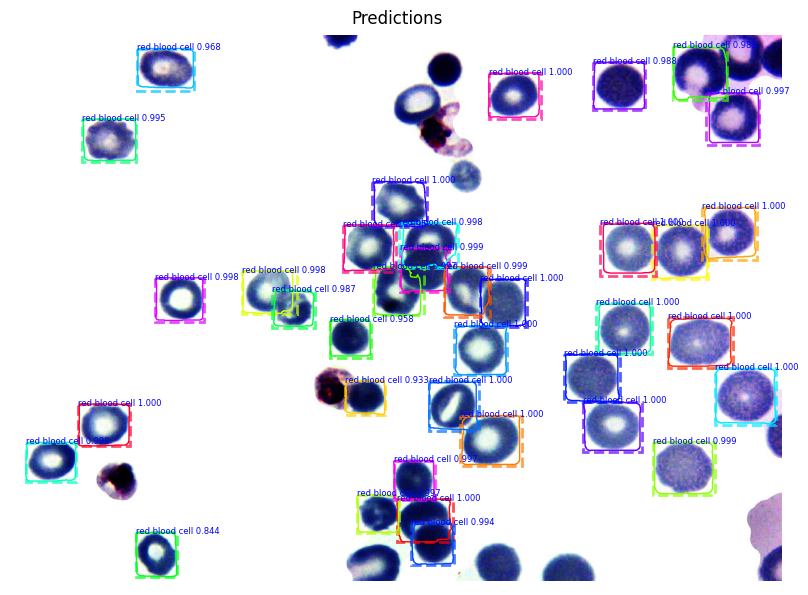 Predictions
red blood cell 0.968
red blood cell 1.000
red blood cell 0.988
red blood cell 0.997
red blood cell 0.995
red blood cell 1.000
red blood cell 1.000
red blood cell 0.998
red blood cell 1.000
red blood cell 0.999
red blood cell 0.999
red blood cell 0.998
red blood cell 0.998
red blood cell 0.987
red blood cell 1.000
red blood cell 1.000
red blood cell 0.958
red blood cell 1.000
red blood cell 1.000
red blood cell 1.000
red blood cell 1.000
red blood cell 0.933
red blood cell 1.000
red blood cell 1.000
red blood cell 1.000
red blood cell 1.000
red blood cell 0.999
red blood cell 0.997
red blood cell 1.000
red blood cell 0.994
red blood cell 0.844